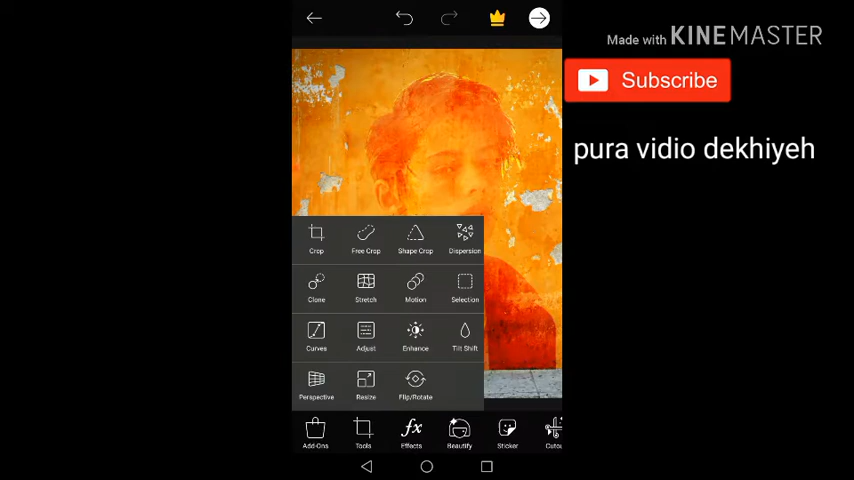 Made with KINEMASTER
Subscribe
pura vidio dekhiyeh
Crop Free Crop Shape Crop Dispersion
Clone Stretch Motion Selection
Curves Adjust Enhance Tilt Shift
Perspective Resize Flip/Rotate
Add-Ons Tools Effects Beautify Sticker Cutou